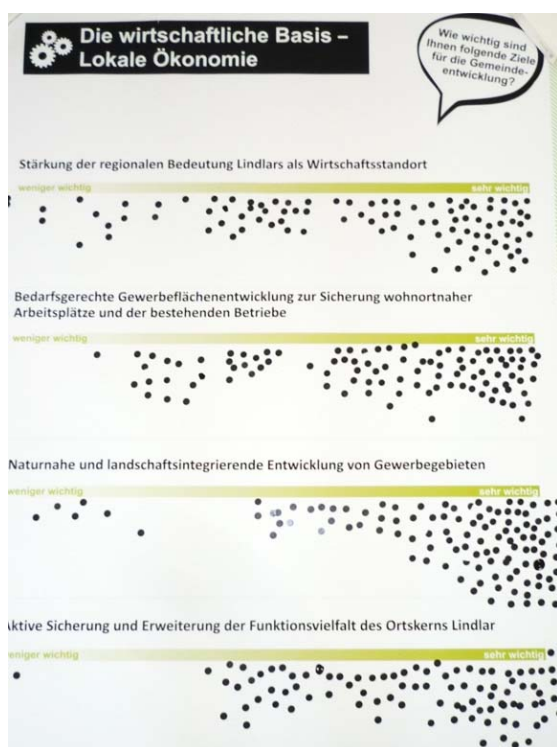 Die wirtschaftliche Basis –
Lokale Ökonomie
Wie wichtig sind
Ihnen folgende Ziele
für die Gemeinde-
entwicklung?
Stärkung der regionalen Bedeutung Lindlars als Wirtschaftsstandort
weniger wichtig sehr wichtig
Bedarfsgerechte Gewerbeflächenentwicklung zur Sicherung wohnortnaher
Arbeitsplätze und der bestehenden Betriebe
weniger wichtig sehr wichtig
Naturnahe und landschaftsintegrierende Entwicklung von Gewerbegebieten
weniger wichtig sehr wichtig
Aktive Sicherung und Erweiterung der Funktionsvielfalt des Ortskerns Lindlar
weniger wichtig sehr wichtig